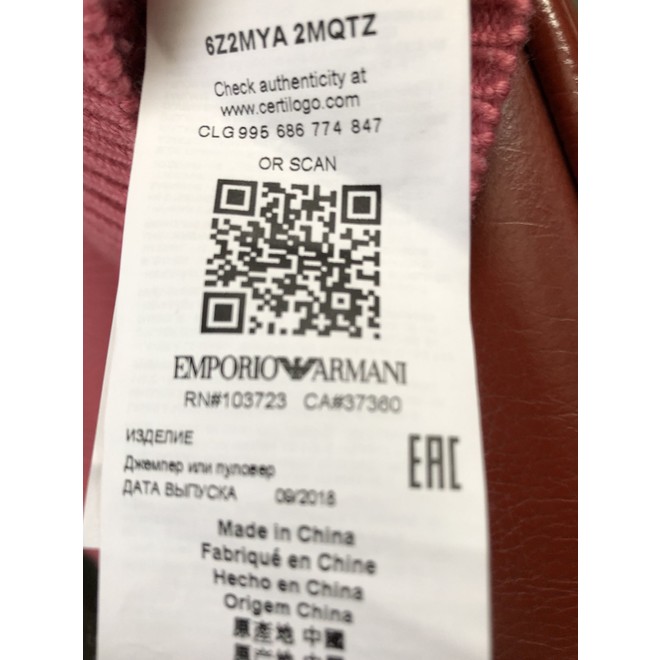 6Z2MYA 2MQTZ
Check authenticity at
www.certilogo.com
CLG 995 686 774 847
OR SCAN
EMPORIO ARMANI
RN#103723 CA#37360
ИЗДЕЛИЕ
EAC
Джемпер или пуловер
ДАТА ВЫПУСКА 09/2018
Made in China
Fabriqué en Chine
Hecho en China
Origem China
原產地 中國